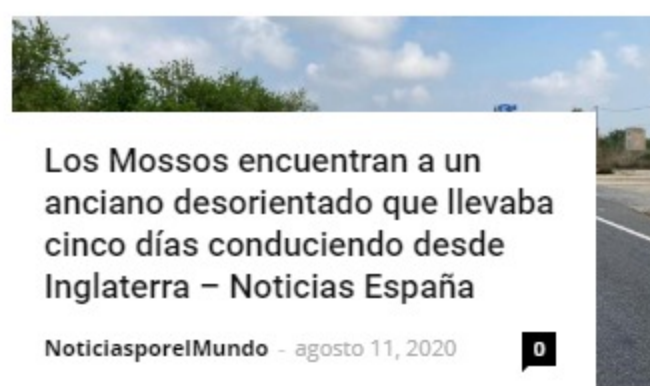 Los Mossos encuentran a un
anciano desorientado que llevaba
cinco días conduciendo desde
Inglaterra – Noticias España
NoticiasporelMundo - agosto 11, 2020
0